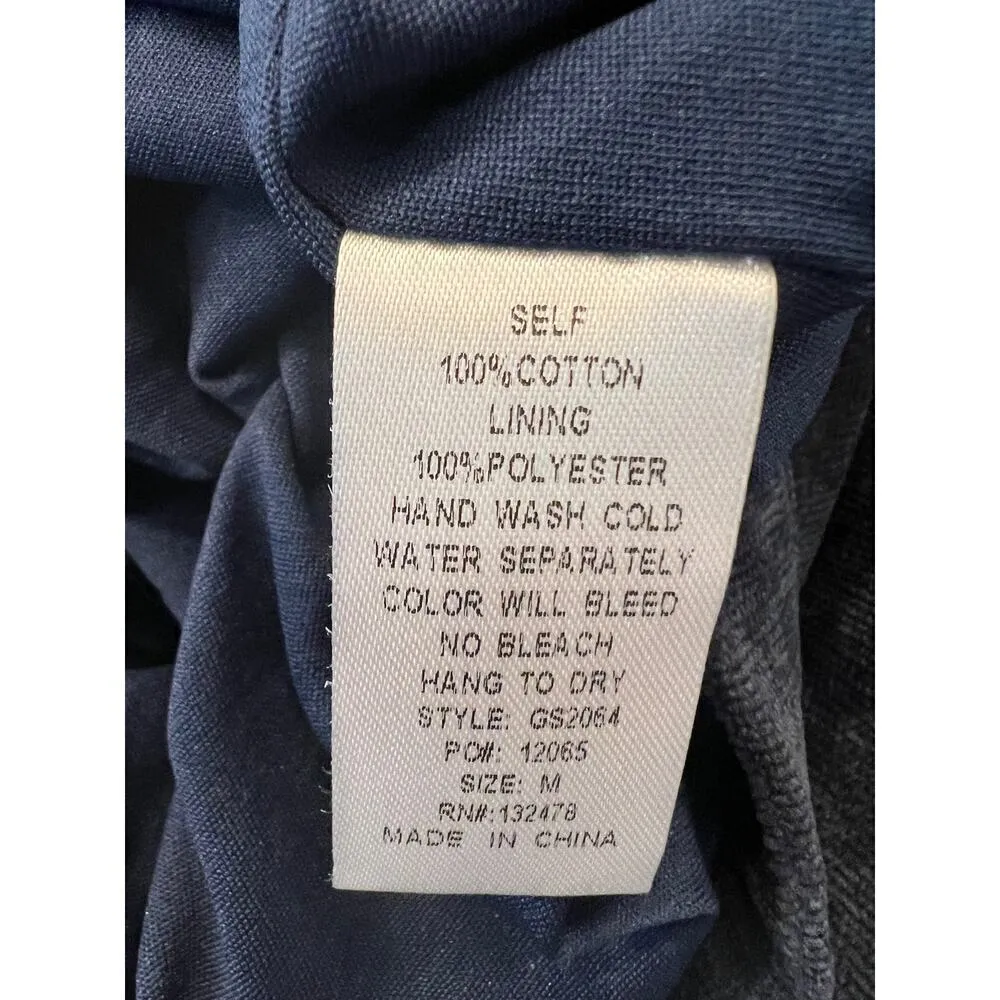 SELF
100%COTTON
LINING
100%POLYESTER
HAND WASH COLD
WATER SEPARATELY
COLOR WILL BLEED
NO BLEACH
HANG TO DRY
STYLE: GS2064
PO#: 12065
SIZE: M
RN#:132478
MADE IN CHINA